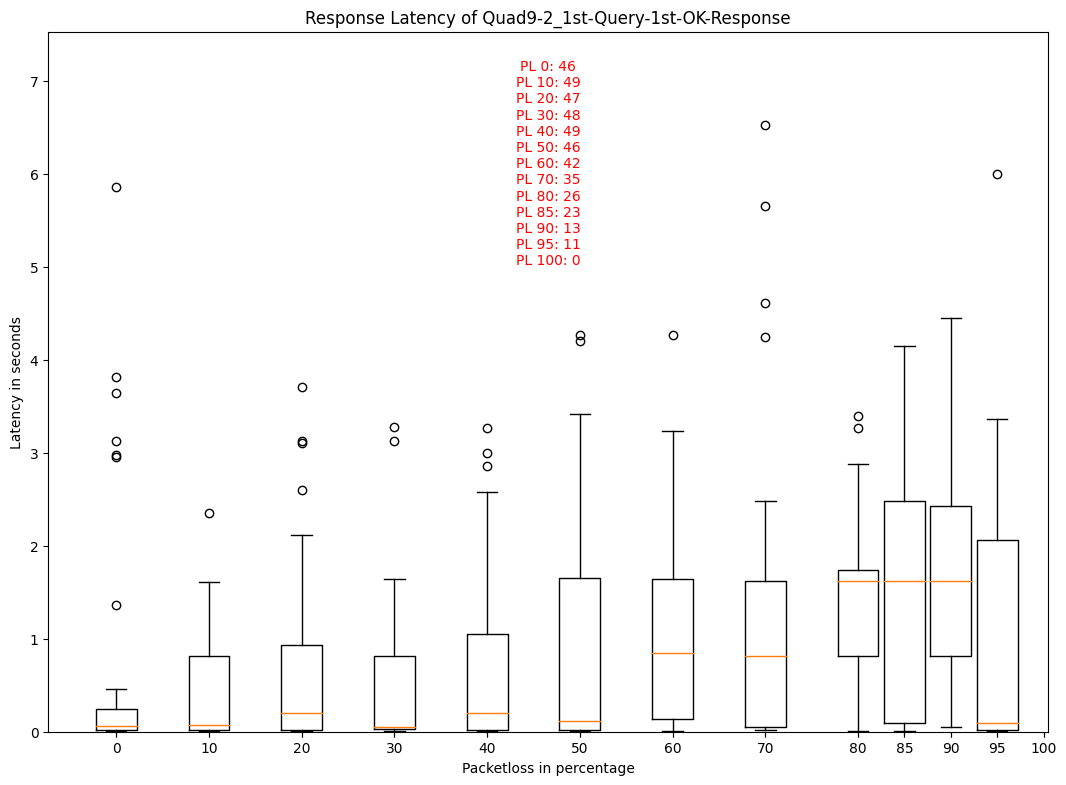 Response Latency of Quad9-2_1st-Query-1st-OK-Response
PL 0: 46
PL 10: 49
PL 20: 47
PL 30: 48
PL 40: 49
PL 50: 46
PL 60: 42
PL 70: 35
PL 80: 26
PL 85: 23
PL 90: 13
PL 95: 11
PL 100: 0
Latency in seconds
7
6
5
4
3
2
1
0
0 10 20 30 40 50 60 70 80 85 90 95 100
Packetloss in percentage